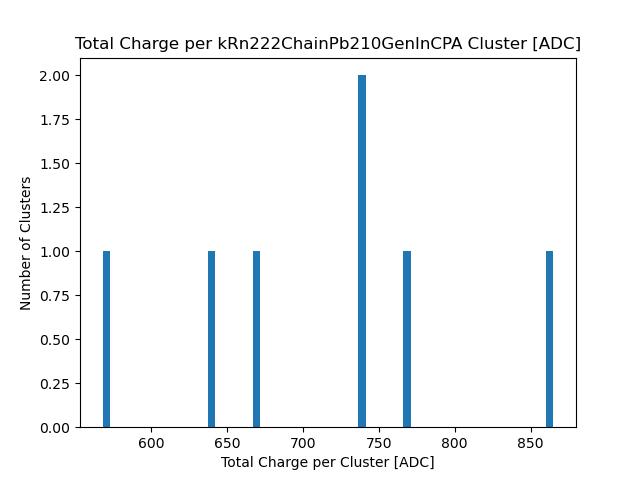 Total Charge per kRn222ChainPb210GenInCPA Cluster [ADC]
2.00
1.75
1.50
1.25
1.00
0.75
0.50
0.25
0.00
Number of Clusters
600 650 700 750 800 850
Total Charge per Cluster [ADC]